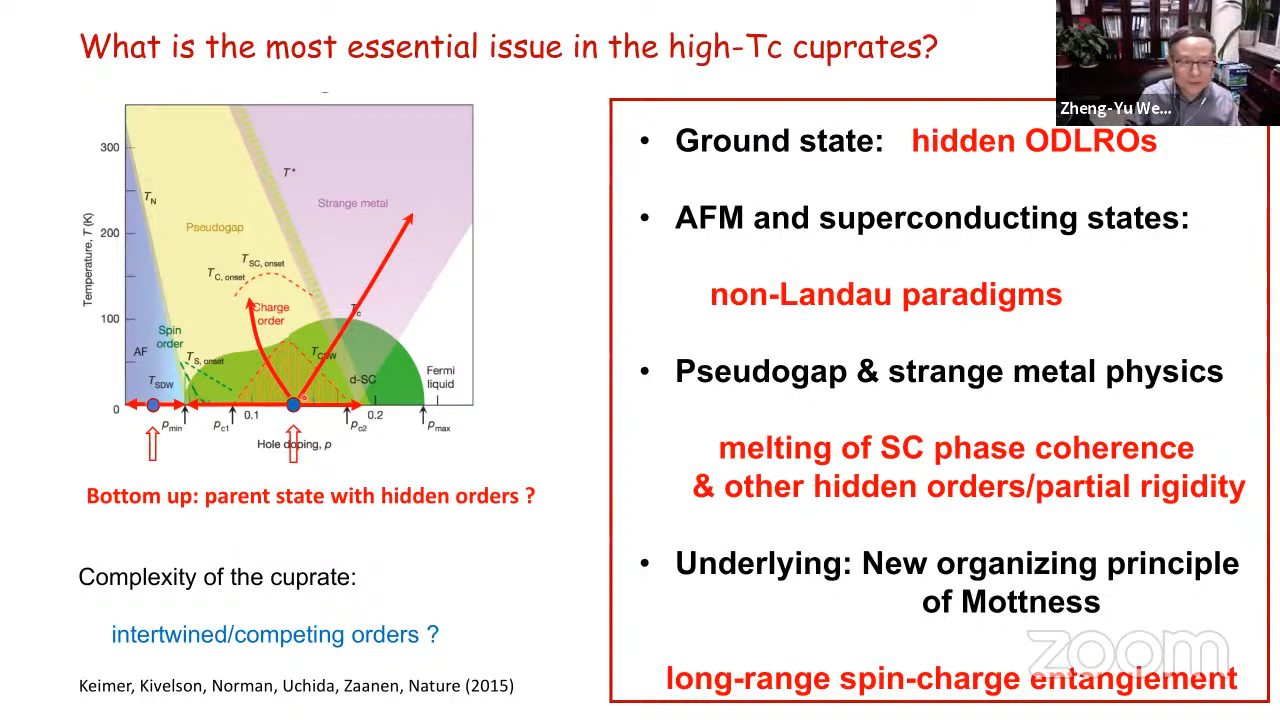 What is the most essential issue in the high-Tc cuprates?
Zheng-Yu We...
300
200
100
0
Temperature, T (K)
T_N
T*
Strange metal
Pseudogap
T_SC, onset
T_C, onset
Charge
order
T_c
Spin
order
T_S, onset
AF
T_SDW
T_CDW
d-SC
Fermi
liquid
0.1
0.2
p_min
p_c1
p_c2
p_max
Hole doping, p
Bottom up: parent state with hidden orders ?
Complexity of the cuprate:
intertwined/competing orders ?
Keimer, Kivelson, Norman, Uchida, Zaanen, Nature (2015)
• Ground state: hidden ODLROs
• AFM and superconducting states:
non-Landau paradigms
• Pseudogap & strange metal physics
melting of SC phase coherence
& other hidden orders/partial rigidity
• Underlying: New organizing principle
of Mottness
long-range spin-charge entanglement
zoom